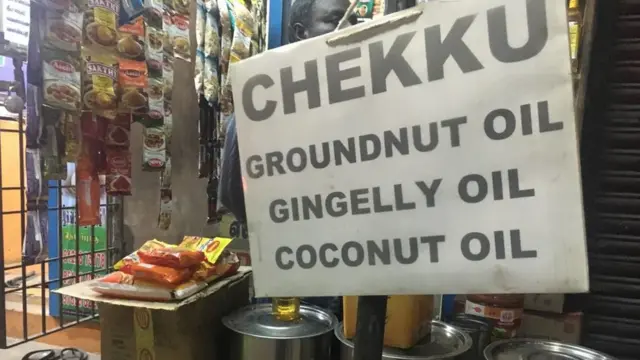 CHEKKU
GROUNDNUT OIL
GINGELLY OIL
COCONUT OIL